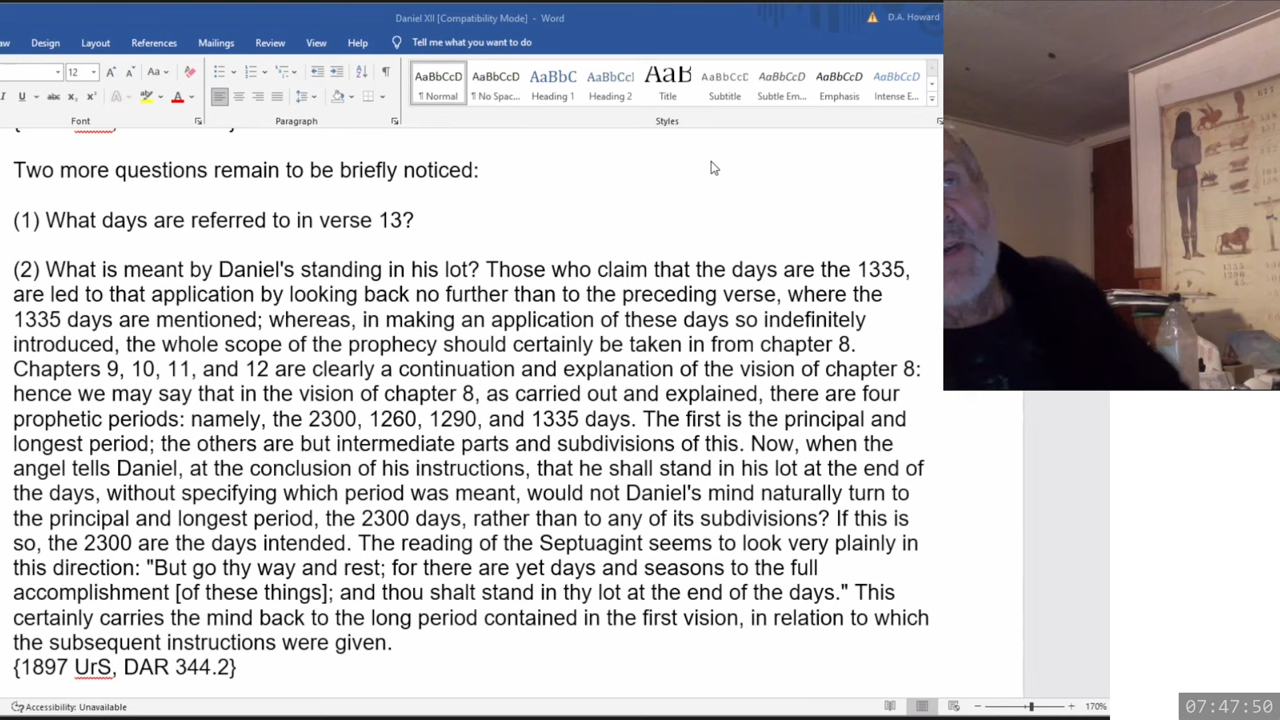 Daniel XII [Compatibility Mode] - Word
D.A. Howard
Design Layout References Mailings Review View Help Tell me what you want to do
12 Aa
AaBbCcD AaBbCcD AaBbC AaBbCcI AaB AaBbCcC AaBbCcD AaBbCcD AaBbCcD
¶ Normal ¶ No Spac... Heading 1 Heading 2 Title Subtitle Subtle Em... Emphasis Intense E...
Font Paragraph Styles
Two more questions remain to be briefly noticed:
(1) What days are referred to in verse 13?
(2) What is meant by Daniel's standing in his lot? Those who claim that the days are the 1335,
are led to that application by looking back no further than to the preceding verse, where the
1335 days are mentioned; whereas, in making an application of these days so indefinitely
introduced, the whole scope of the prophecy should certainly be taken in from chapter 8.
Chapters 9, 10, 11, and 12 are clearly a continuation and explanation of the vision of chapter 8:
hence we may say that in the vision of chapter 8, as carried out and explained, there are four
prophetic periods: namely, the 2300, 1260, 1290, and 1335 days. The first is the principal and
longest period; the others are but intermediate parts and subdivisions of this. Now, when the
angel tells Daniel, at the conclusion of his instructions, that he shall stand in his lot at the end of
the days, without specifying which period was meant, would not Daniel's mind naturally turn to
the principal and longest period, the 2300 days, rather than to any of its subdivisions? If this is
so, the 2300 are the days intended. The reading of the Septuagint seems to look very plainly in
this direction: "But go thy way and rest; for there are yet days and seasons to the full
accomplishment [of these things]; and thou shalt stand in thy lot at the end of the days." This
certainly carries the mind back to the long period contained in the first vision, in relation to which
the subsequent instructions were given.
{1897 UrS, DAR 344.2}
Accessibility: Unavailable
170%
07:47:50